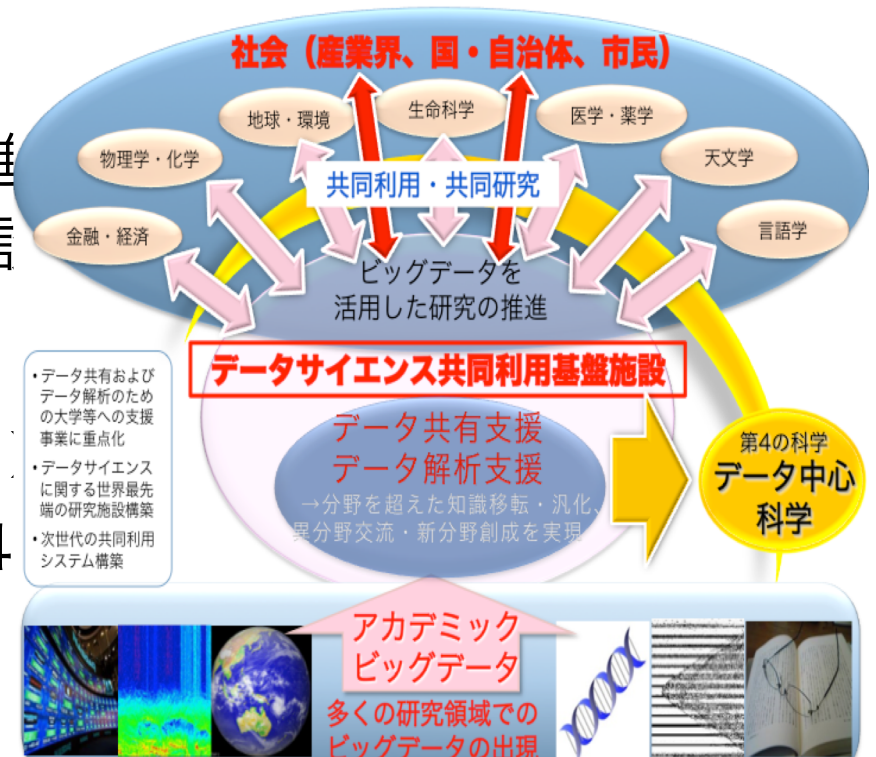 社会（産業界、国・自治体、市民）
生命科学
地球・環境
医学・薬学
物理学・化学
天文学
共同利用・共同研究
金融・経済
言語学
ビッグデータを
活用した研究の推進
データサイエンス共同利用基盤施設
・データ共有および
データ解析のため
の大学等への支援
事業に重点化
・データサイエンス
に関する世界最先
端の研究施設構築
・次世代の共同利用
システム構築
データ共有支援
データ解析支援
→分野を超えた知識移転・汎化、
異分野交流・新分野創成を実現
第4の科学
データ中心
科学
アカデミック
ビッグデータ
多くの研究領域での
ビッグデータの出現